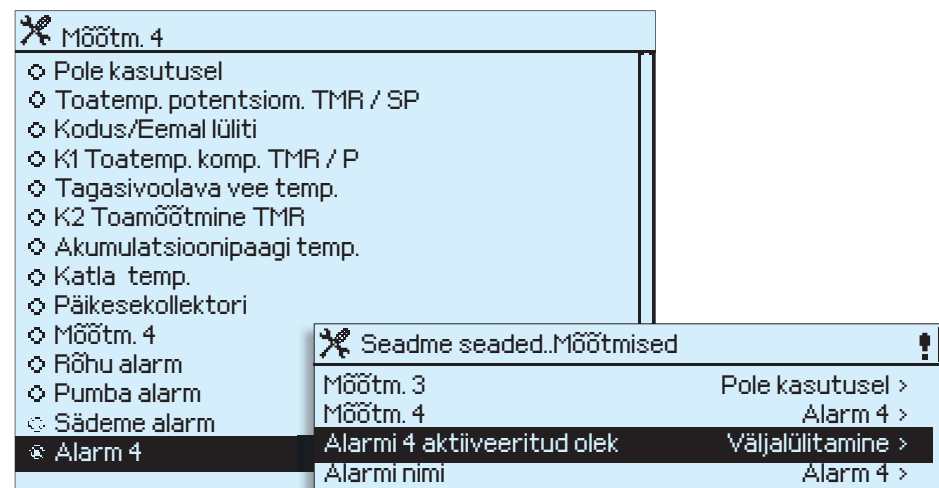 Mõõtm. 4
Pole kasutusel
Toatemp. potentsiom. TMR / SP
Kodus/Eemal lüliti
K1 Toatemp. komp. TMR / P
Tagasivoolava vee temp.
K2 Toamõõtmine TMR
Akumulatsioonipaagi temp.
Katla temp.
Päikesekollektori
Mõõtm. 4
Rõhu alarm
Pumba alarm
Sädeme alarm
Alarm 4
Seadme seaded..Mõõtmised
Mõõtm. 3 Pole kasutusel >
Mõõtm. 4 Alarm 4 >
Alarmi 4 aktiiveeritud olek Väljalülitamine >
Alarmi nimi Alarm 4 >